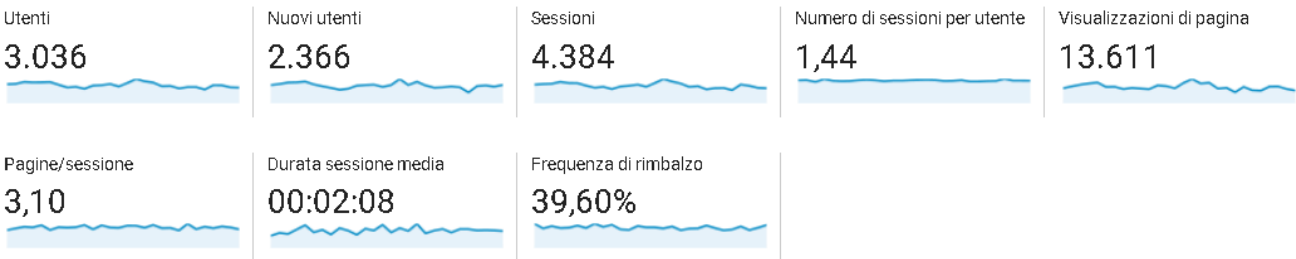 Utenti
3.036
Nuovi utenti
2.366
Sessioni
4.384
Numero di sessioni per utente
1,44
Visualizzazioni di pagina
13.611
Pagine/sessione
3,10
Durata sessione media
00:02:08
Frequenza di rimbalzo
39,60%